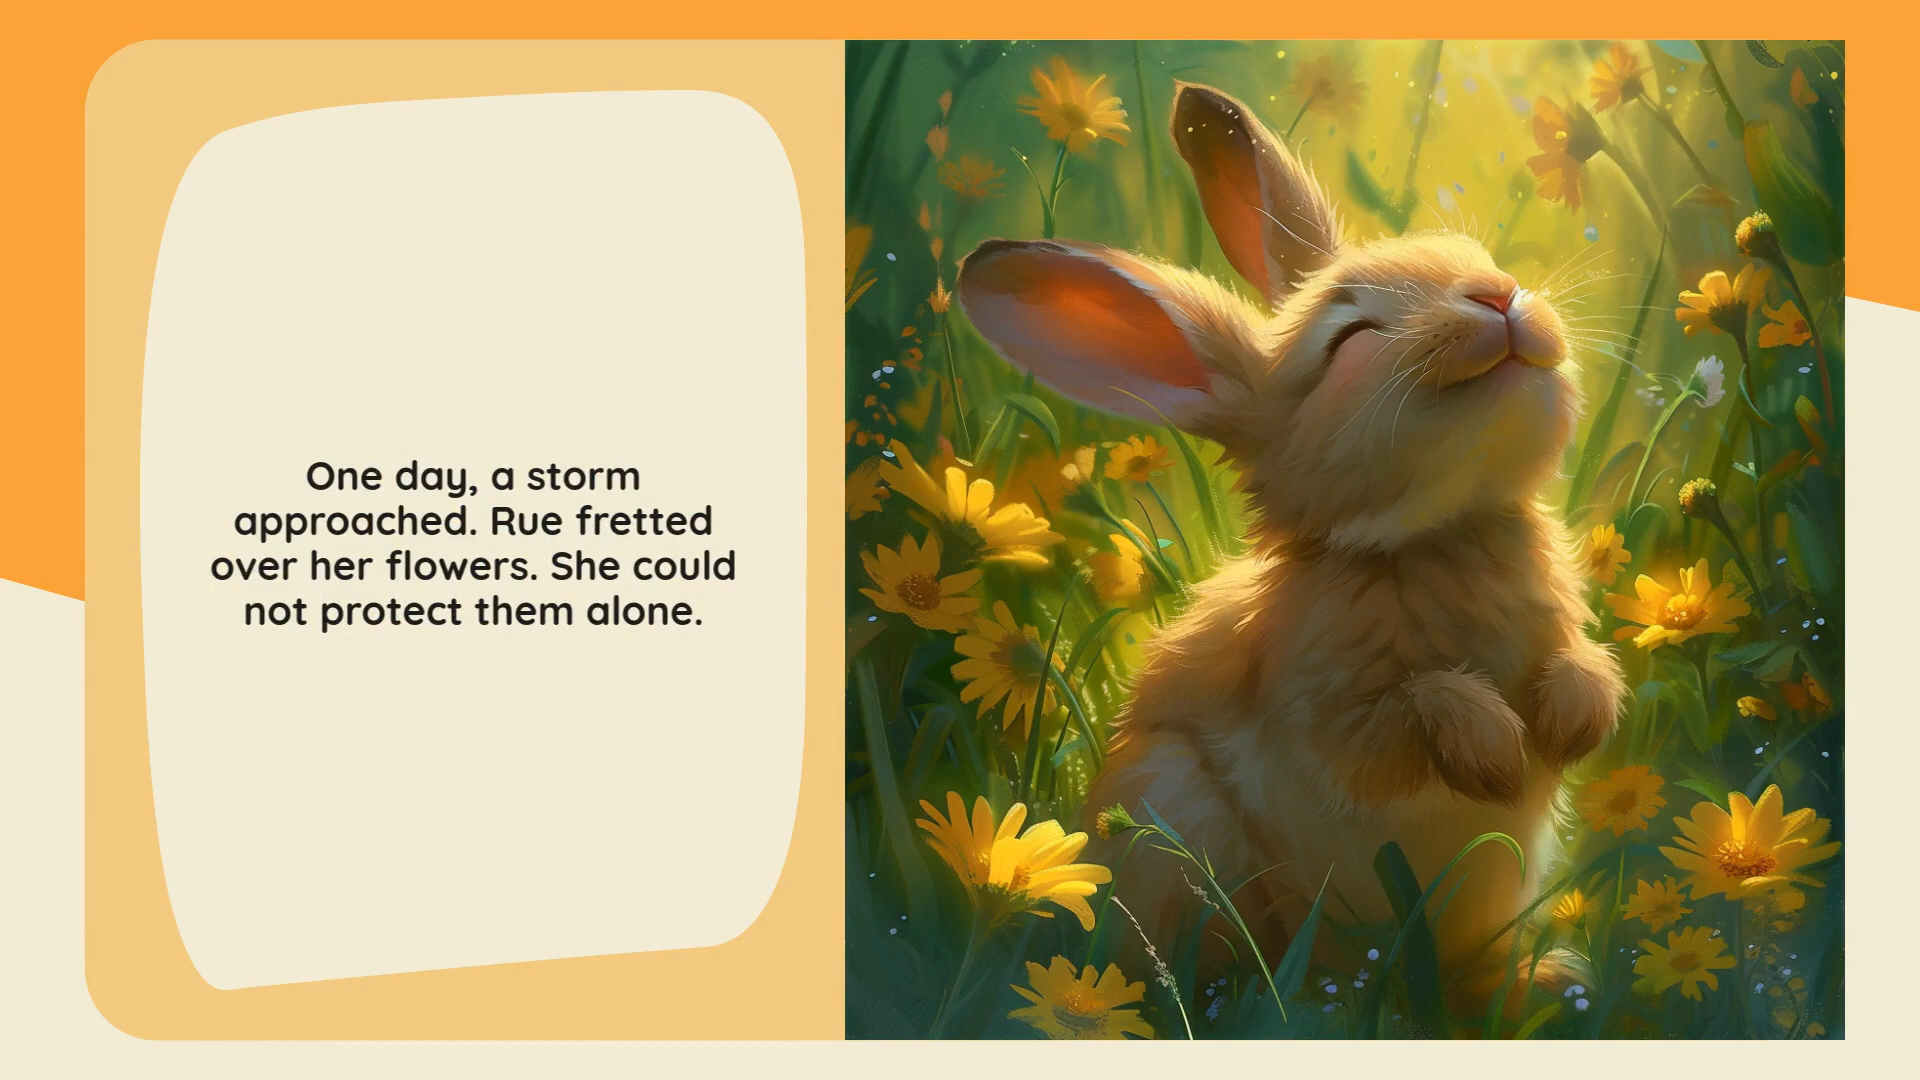 One day, a storm
approached. Rue fretted
over her flowers. She could
not protect them alone.